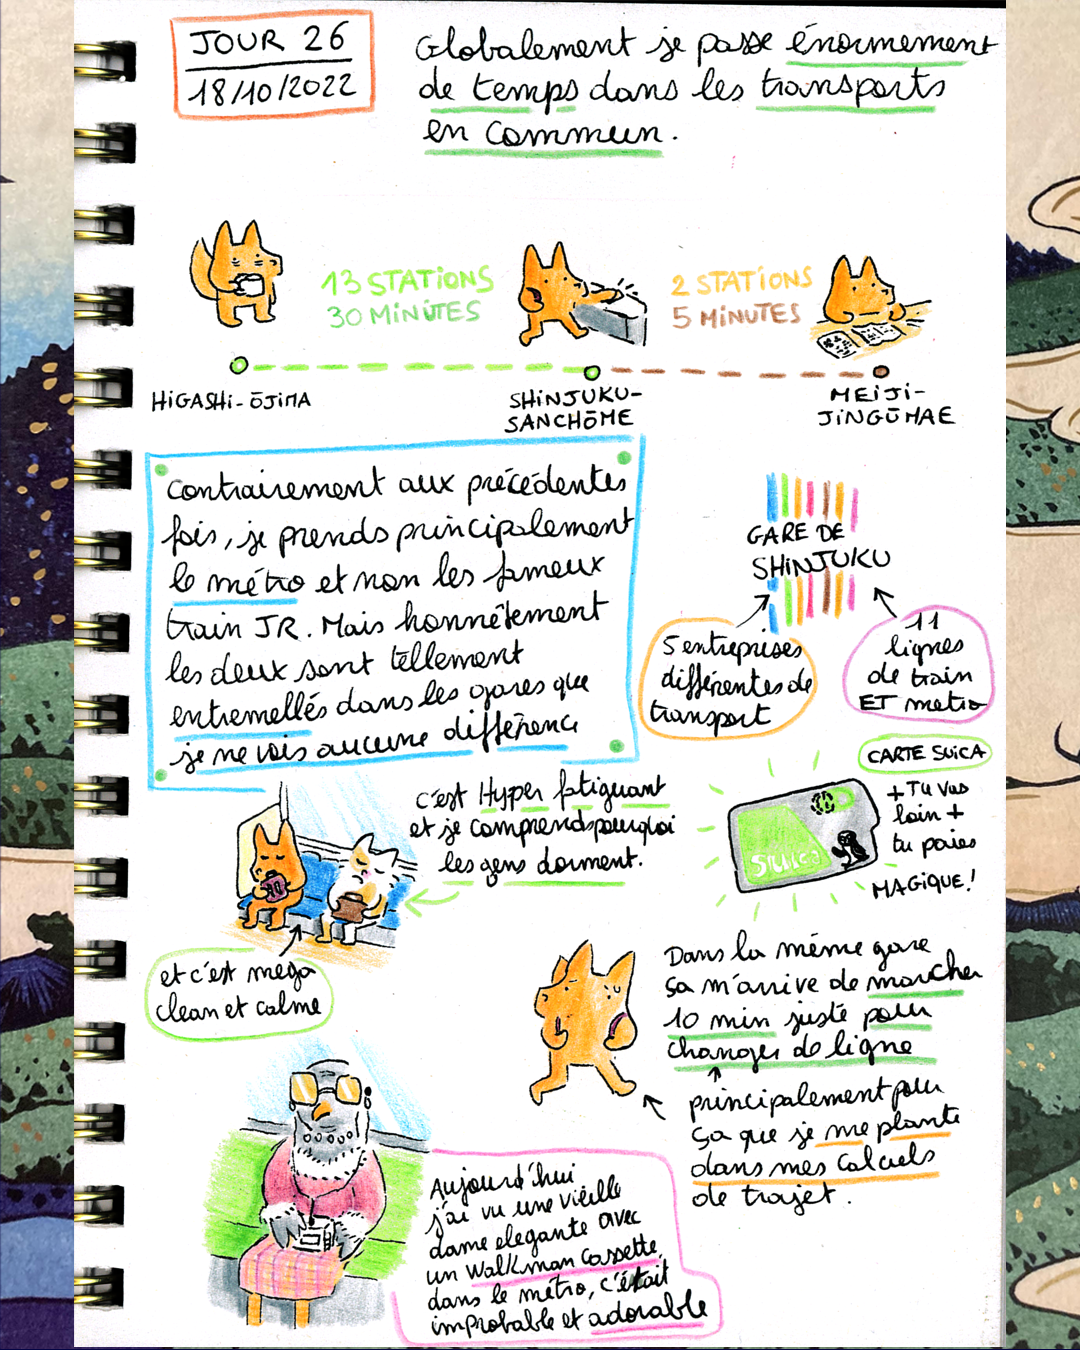 JOUR 26
18/10/2022
Globalement je passe énormement
de temps dans les transports
en commun.
13 STATIONS
30 MINUTES
2 STATIONS
5 MINUTES
HIGASHI-ŌJIMA
SHINJUKU-
SANCHŌME
MEIJI-
JINGŪMAE
Contrairement aux précédentes
fois, je prends principalement
le métro et non les fameux
train JR. Mais honnêtement
les deux sont tellement
entremellés dans les gares que
je ne vois aucune différence
GARE DE
SHINJUKU
5 entreprises
différentes de
transport
11
lignes
de train
ET metro
CARTE SUICA
+ Tu vas
loin +
tu paies
MAGIQUE!
Suica
c'est Hyper fatiguant
et je comprends pourquoi
les gens dorment.
et c'est mega
clean et calme
Dans la même gare
ça m'arrive de marcher
10 min juste pour
changer de ligne
principalement pour
ça que je me plante
dans mes calculs
de trajet.
Aujourd'hui
j'ai vu une vieille
dame elegante avec
un Walkman Cassette
dans le métro, c'était
improbable et adorable